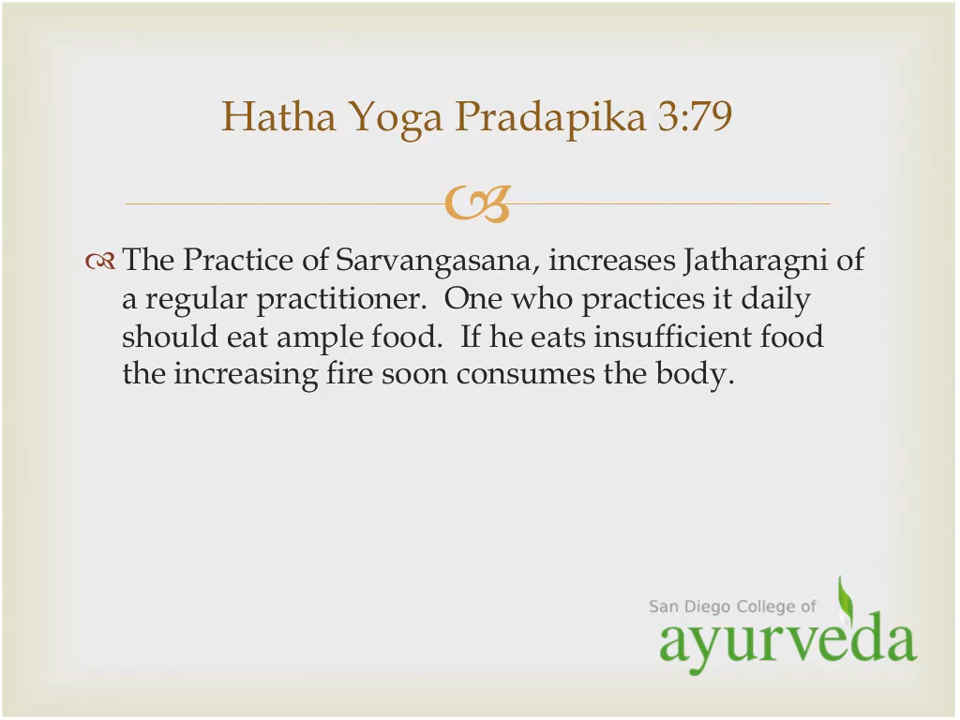 Hatha Yoga Pradapika 3:79
The Practice of Sarvangasana, increases Jatharagni of
a regular practitioner. One who practices it daily
should eat ample food. If he eats insufficient food
the increasing fire soon consumes the body.
San Diego College of
ayurveda